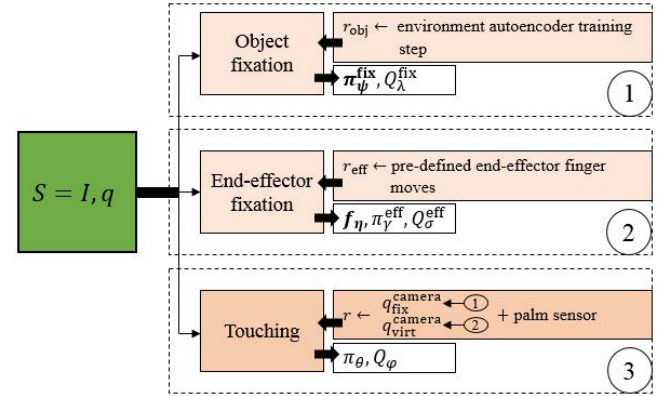 S = I, q
Object
fixation
r_obj ← environment autoencoder training
step
π_ψ^fix, Q_λ^fix
1
End-effector
fixation
r_eff ← pre-defined end-effector finger
moves
f_η, π_γ^eff, Q_σ^eff
2
Touching
r ← q_fix^camera ← 1
q_virt^camera ← 2
+ palm sensor
π_θ, Q_φ
3